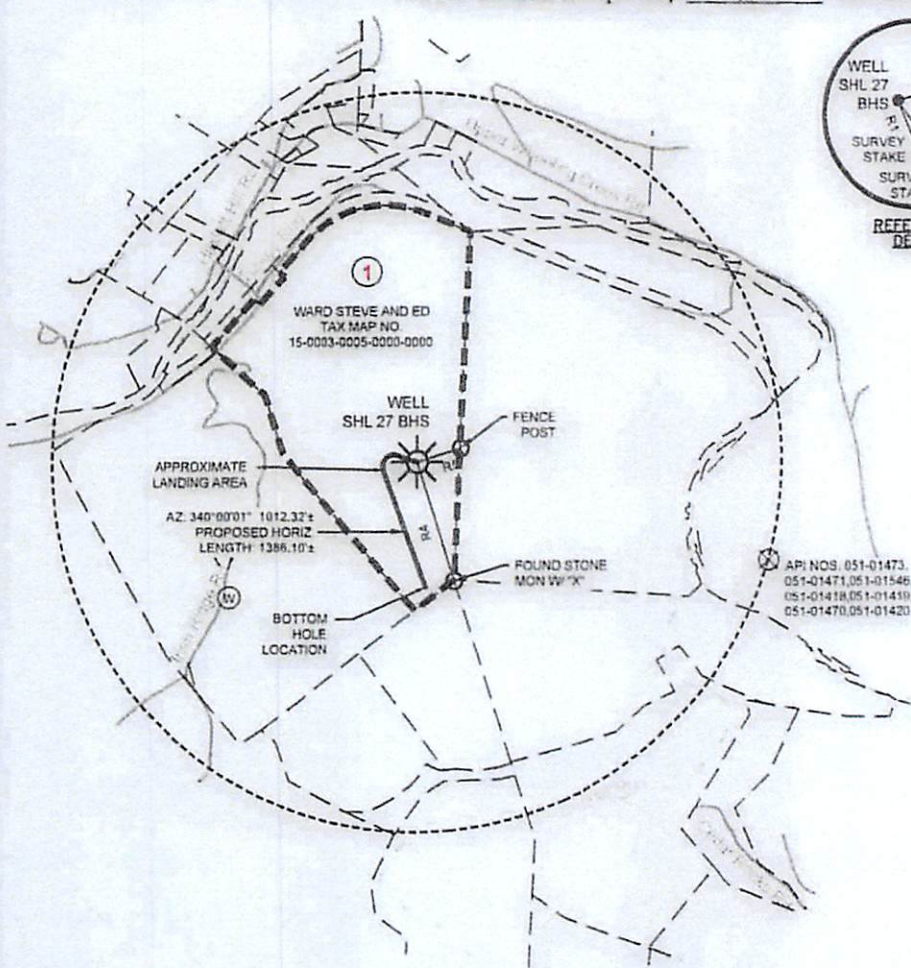 WELL
SHL 27
BHS
R1
SURVEY
STAKE
1
WARD STEVE AND ED
TAX MAP NO.
15-0003-0005-0000-0000
WELL
SHL 27 BHS
FENCE
POST
APPROXIMATE
LANDING AREA
AZ: 340°00'01" 1012.32'±
PROPOSED HORIZ
LENGTH: 1386.10'±
R4
FOUND STONE
MON W/ "X"
W
BOTTOM
HOLE
LOCATION
API NOS. 051-01473,
051-01471,051-01546
051-01418,051-01419
051-01470,051-01420